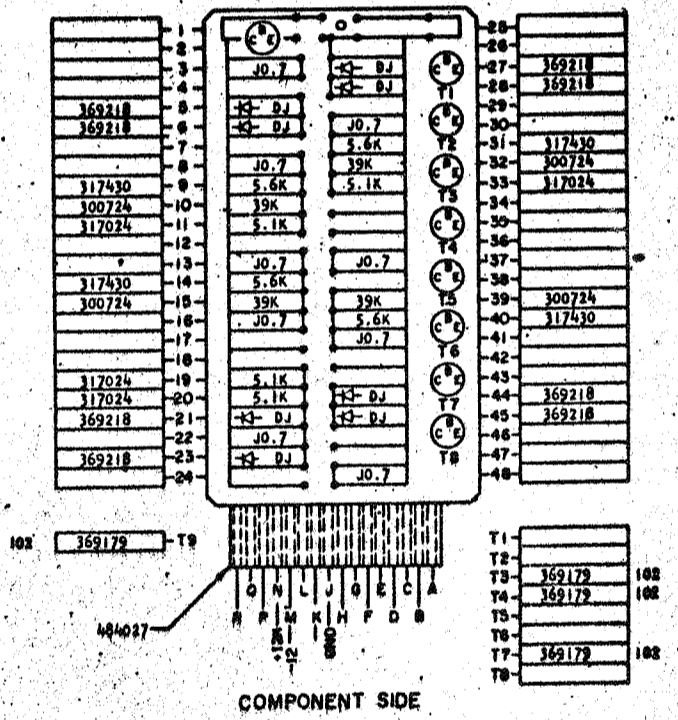 1 C B E 25
2 26
3 J0.7 DJ C B E 27 369218
4 DJ T1 28 369218
369218 5 DJ 29
369218 6 DJ J0.7 C B E 30
7 5.6K T2 31 317430
8 J0.7 39K C B E 32 300724
317430 9 5.6K 5.1K T3 33 317024
300724 10 39K 34
317024 11 5.1K C B E 35
12 T4 36
13 J0.7 J0.7 C B E 37
317430 14 5.6K 38
300724 15 39K 39K T5 39 300724
16 J0.7 5.6K C B E 40 317430
17 J0.7 T6 41
18 42
317024 19 5.1K C B E 43
317024 20 5.1K DJ T7 44 369218
369218 21 DJ DJ C B E 45 369218
22 J0.7 46
369218 23 DJ T8 47
24 J0.7 48
102 369179 T9
T1
T2
T3 369179 102
T4 369179 102
T5
T6
T7 369179 102
T8
484027
R Q P N M L K J H G F E D C B A
+12M
-12
GND
COMPONENT SIDE